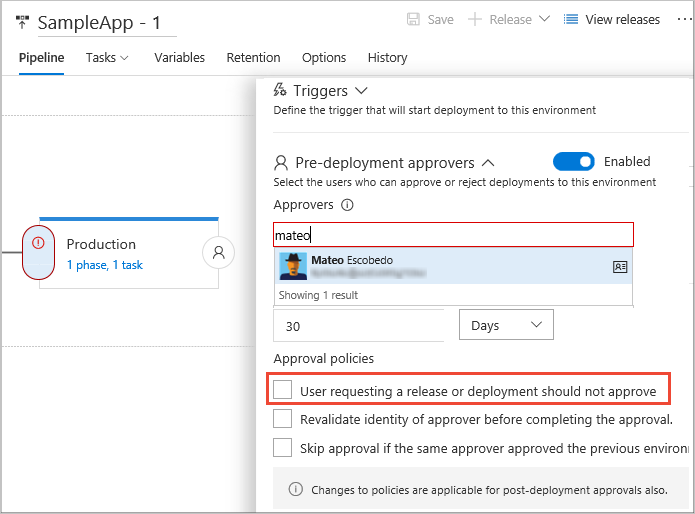 SampleApp - 1
Save
Release
View releases
Pipeline
Tasks
Variables
Retention
Options
History
Triggers
Define the trigger that will start deployment to this environment
Pre-deployment approvers
Enabled
Select the users who can approve or reject deployments to this environment
Approvers
mateo
Mateo Escobedo
Showing 1 result
30
Days
Production
1 phase, 1 task
Approval policies
User requesting a release or deployment should not approve
Revalidate identity of approver before completing the approval.
Skip approval if the same approver approved the previous environ
Changes to policies are applicable for post-deployment approvals also.